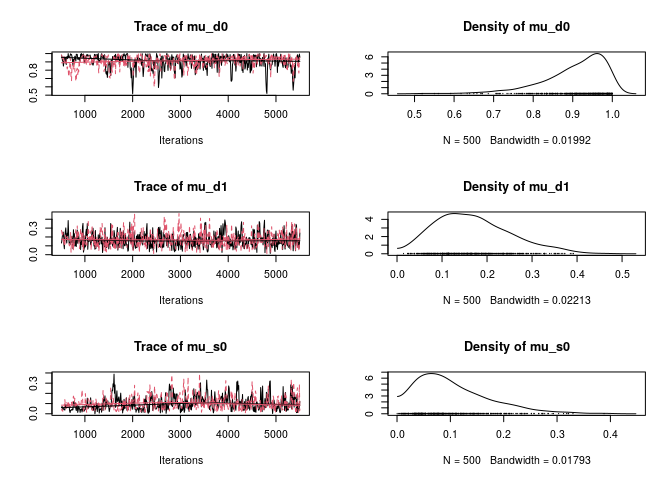 Trace of mu_d0
0.5 0.8
1000 2000 3000 4000 5000
Iterations
Density of mu_d0
0 3 6
0.5 0.6 0.7 0.8 0.9 1.0
N = 500 Bandwidth = 0.01992
Trace of mu_d1
0.0 0.3
1000 2000 3000 4000 5000
Iterations
Density of mu_d1
0 2 4
0.0 0.1 0.2 0.3 0.4 0.5
N = 500 Bandwidth = 0.02213
Trace of mu_s0
0.0 0.3
1000 2000 3000 4000 5000
Iterations
Density of mu_s0
0 3 6
0.0 0.1 0.2 0.3 0.4
N = 500 Bandwidth = 0.01793